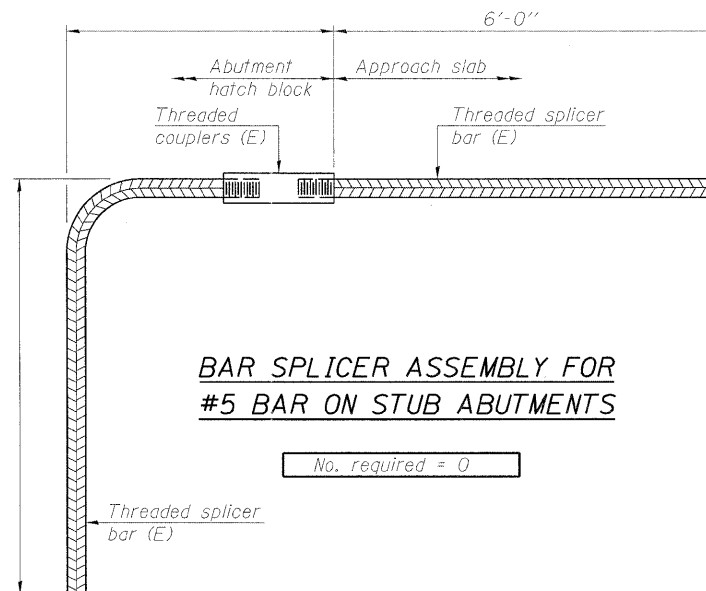 6'-0"
Abutment
hatch block
Approach slab
Threaded
couplers (E)
Threaded splicer
bar (E)
BAR SPLICER ASSEMBLY FOR
#5 BAR ON STUB ABUTMENTS
No. required = 0
Threaded splicer
bar (E)